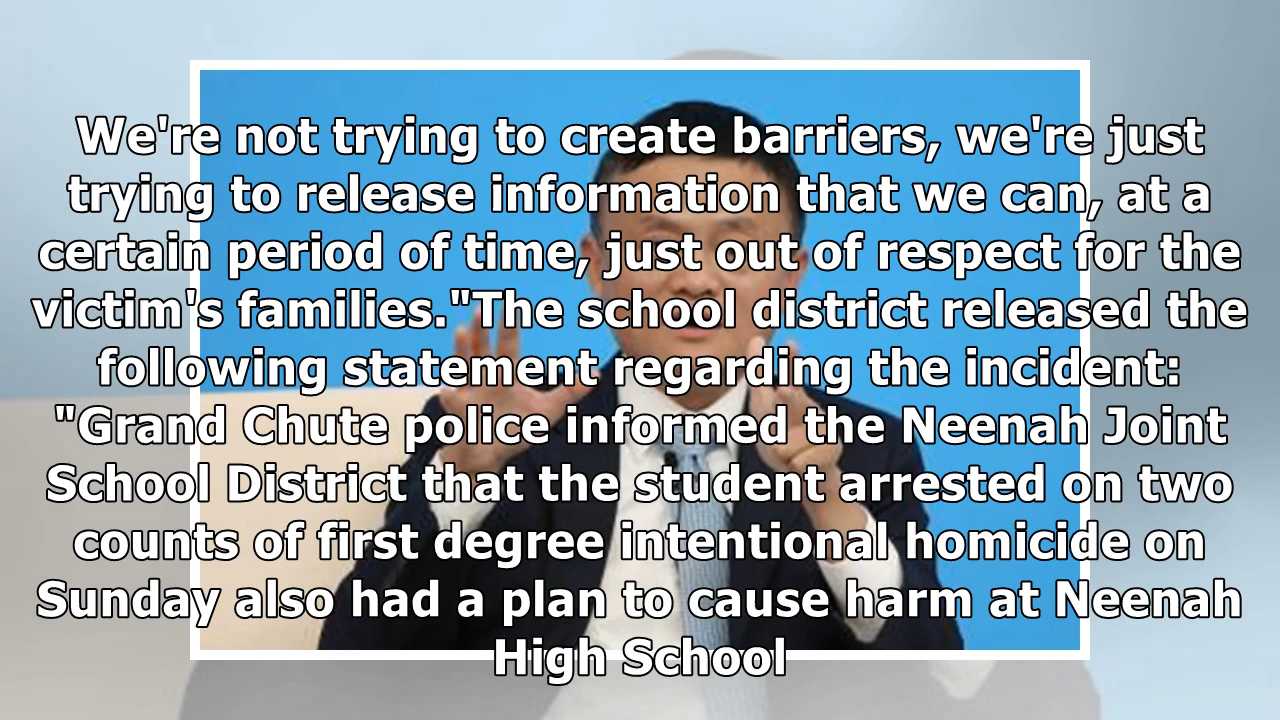 We're not trying to create barriers, we're just
trying to release information that we can, at a
certain period of time, just out of respect for the
victim's families."The school district released the
following statement regarding the incident:
"Grand Chute police informed the Neenah Joint
School District that the student arrested on two
counts of first degree intentional homicide on
Sunday also had a plan to cause harm at Neenah
High School